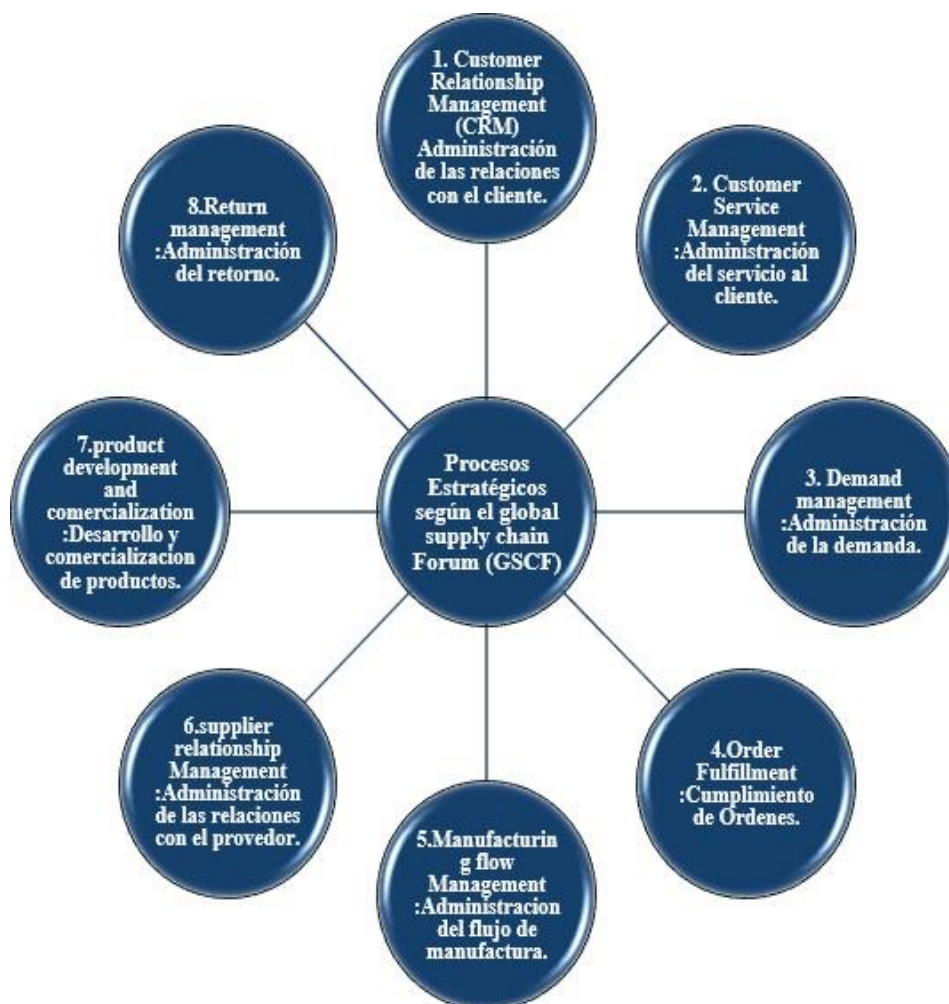 1. Customer
Relationship
Management
(CRM)
Administración
de las relaciones
con el cliente.
2. Customer
Service
Management
:Administración
del servicio al
cliente.
3. Demand
management
:Administración
de la demanda.
4.Order
Fulfillment
:Cumplimiento
de Ordenes.
5.Manufacturin
g flow
Management
:Administracion
del flujo de
manufactura.
6.supplier
relationship
Management
:Administración
de las relaciones
con el provedor.
7.product
development
and
comercialization
:Desarrollo y
comercializacion
de productos.
8.Return
management
:Administración
del retorno.
Procesos
Estratégicos
según el global
supply chain
Forum (GSCF)